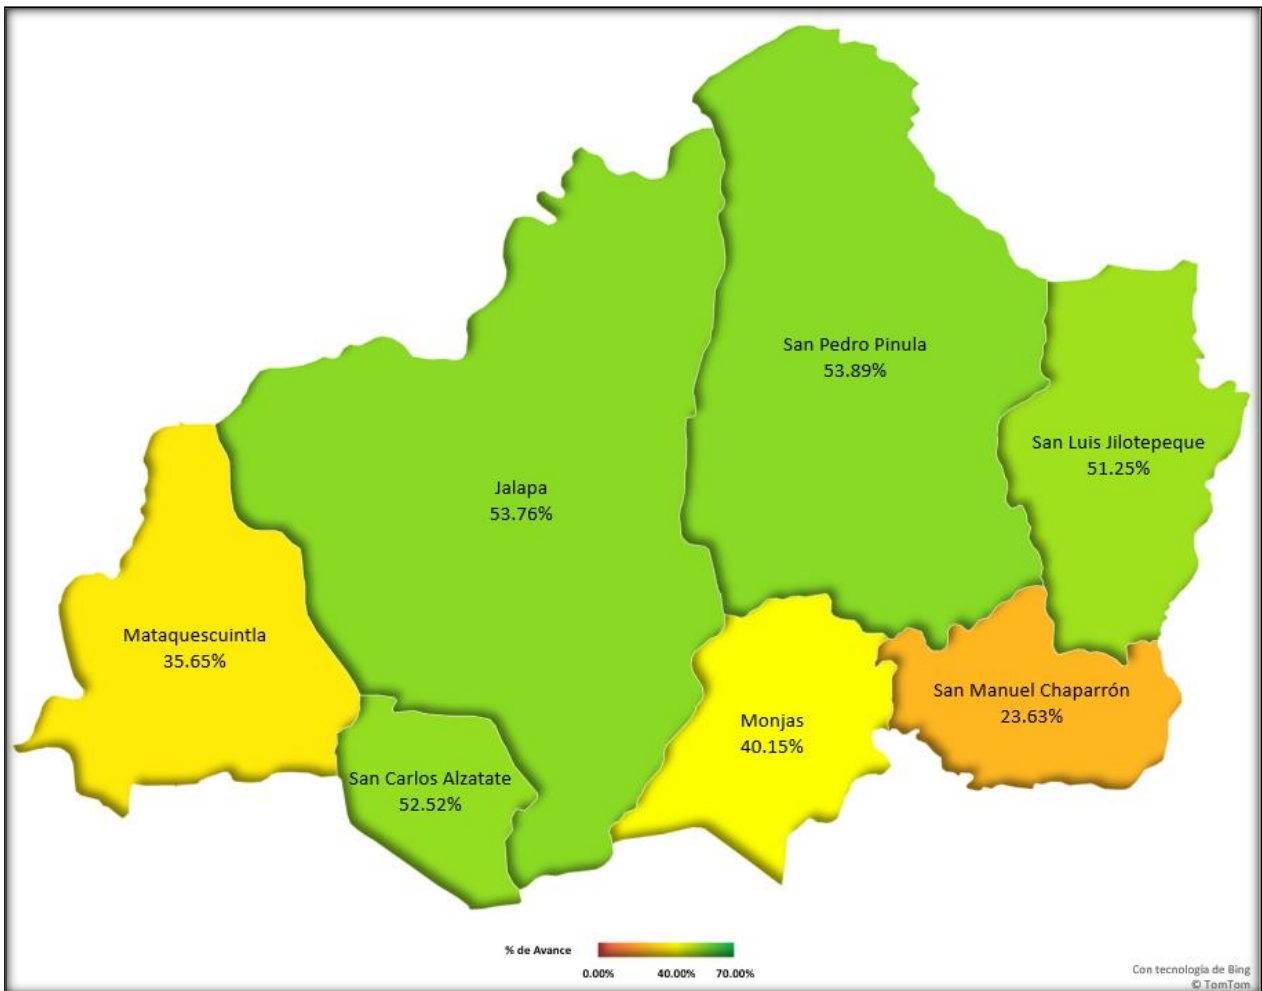 San Pedro Pinula
53.89%
San Luis Jilotepeque
51.25%
Jalapa
53.76%
Mataquescuintla
35.65%
San Manuel Chaparrón
23.63%
Monjas
40.15%
San Carlos Alzatate
52.52%
% de Avance
0.00% 40.00% 70.00%
Con tecnología de Bing
© TomTom